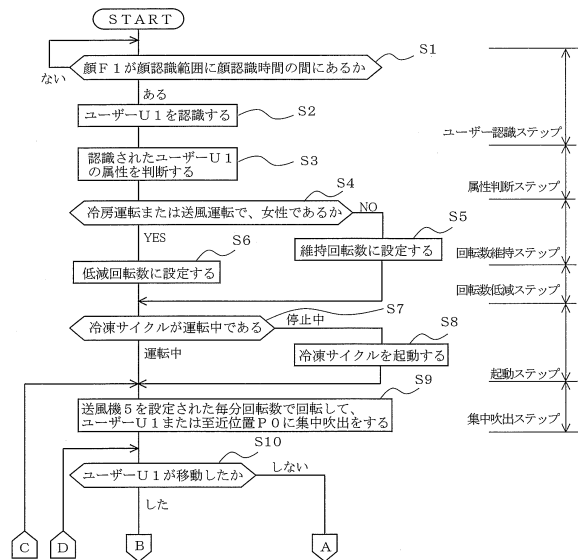 START
顔F1が顔認識範囲に顔認識時間の間にあるか
S1
ない
ある
ユーザーU1を認識する
S2
ユーザー認識ステップ
認識されたユーザーU1
の属性を判断する
S3
属性判断ステップ
S4
冷房運転または送風運転で、女性であるか
NO
YES
S5
維持回転数に設定する
回転数維持ステップ
S6
低減回転数に設定する
回転数低減ステップ
S7
冷凍サイクルが運転中である
停止中
運転中
S8
冷凍サイクルを起動する
起動ステップ
S9
送風機5を設定された毎分回転数で回転して、
ユーザーU1または至近位置P0に集中吹出をする
集中吹出ステップ
S10
ユーザーU1が移動したか
しない
した
C
D
B
A